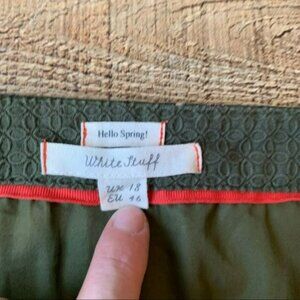 Hello Spring!
White Stuff
UK 18
EU 46